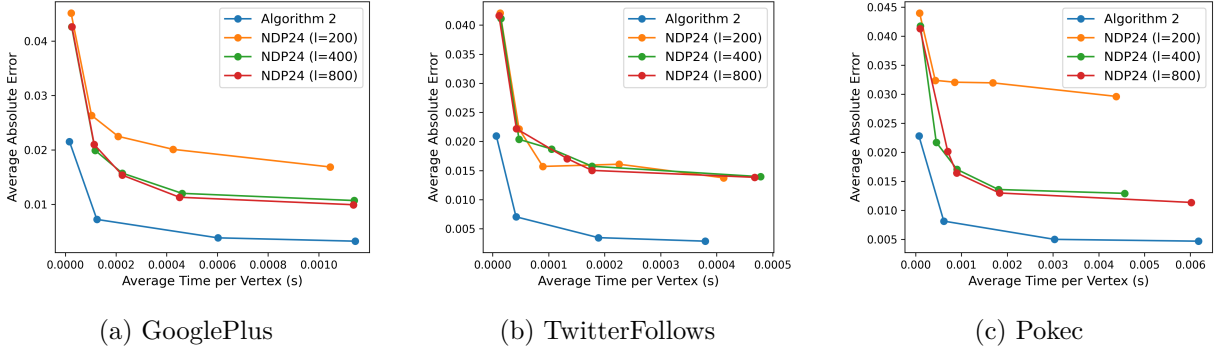 Average Absolute Error
0.04
0.03
0.02
0.01
0.0000 0.0002 0.0004 0.0006 0.0008 0.0010
Average Time per Vertex (s)
Algorithm 2
NDP24 (l=200)
NDP24 (l=400)
NDP24 (l=800)
(a) GooglePlus
Average Absolute Error
0.040
0.035
0.030
0.025
0.020
0.015
0.010
0.005
0.0000 0.0001 0.0002 0.0003 0.0004 0.0005
Average Time per Vertex (s)
Algorithm 2
NDP24 (l=200)
NDP24 (l=400)
NDP24 (l=800)
(b) TwitterFollows
Average Absolute Error
0.045
0.040
0.035
0.030
0.025
0.020
0.015
0.010
0.005
0.000 0.001 0.002 0.003 0.004 0.005 0.006
Average Time per Vertex (s)
Algorithm 2
NDP24 (l=200)
NDP24 (l=400)
NDP24 (l=800)
(c) Pokec